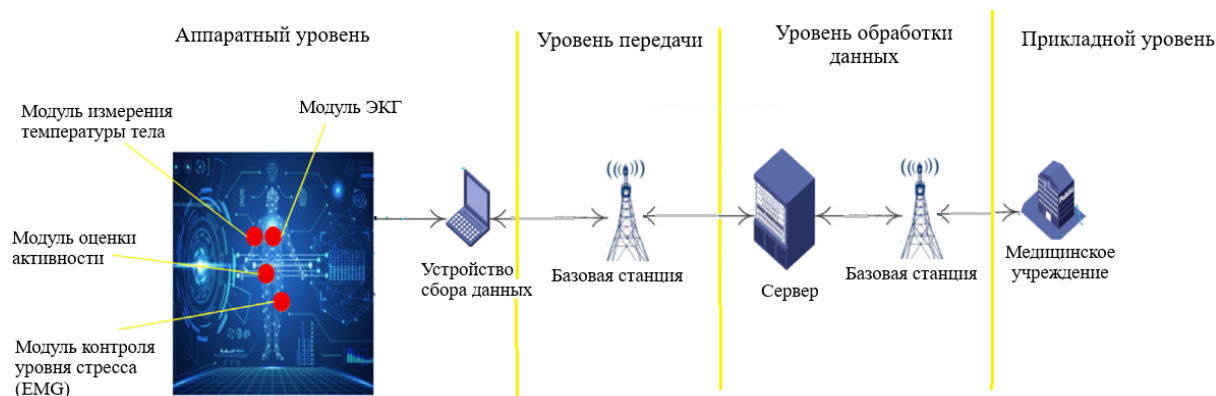 Аппаратный уровень
Уровень передачи
Уровень обработки
данных
Прикладной уровень
Модуль измерения
температуры тела
Модуль ЭКГ
Модуль оценки
активности
Модуль контроля
уровня стресса
(EMG)
Устройство
сбора данных
Базовая станция
Сервер
Базовая станция
Медицинское
учреждение